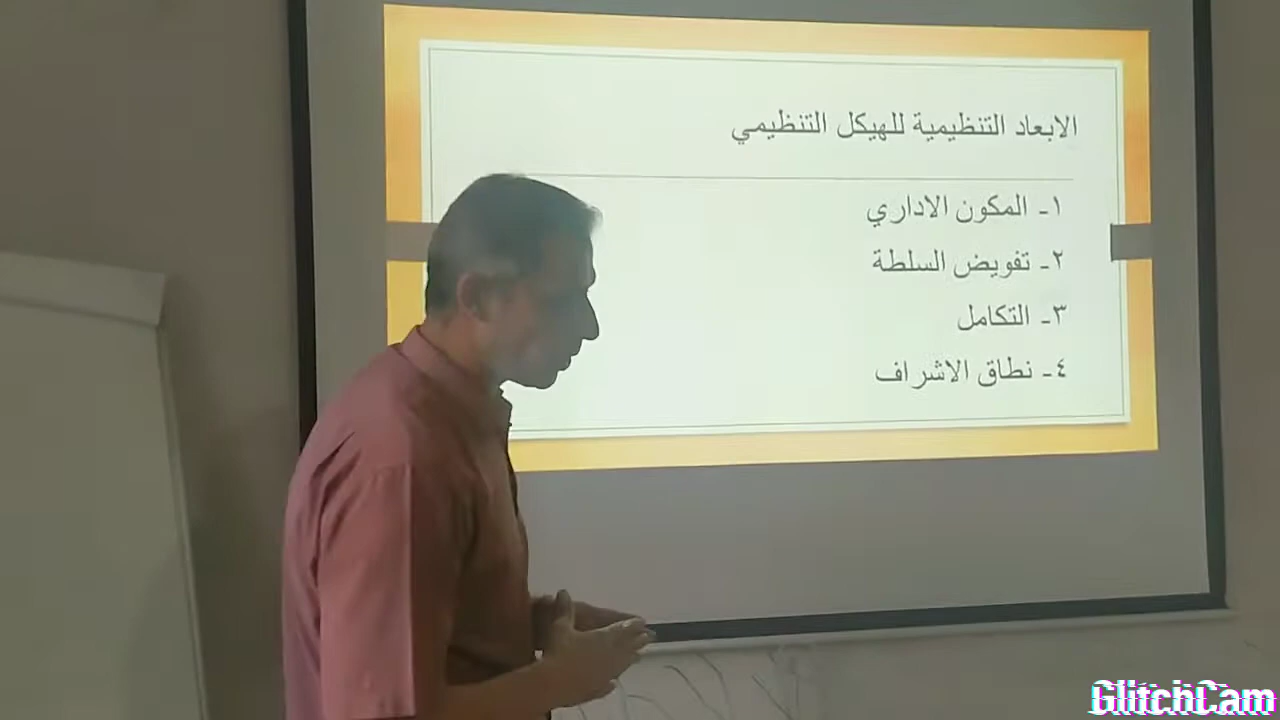 الابعاد التنظيمية للهيكل التنظيمي
١- المكون الاداري
٢- تفويض السلطة
٣- التكامل
٤- نطاق الاشراف
GlitchCam